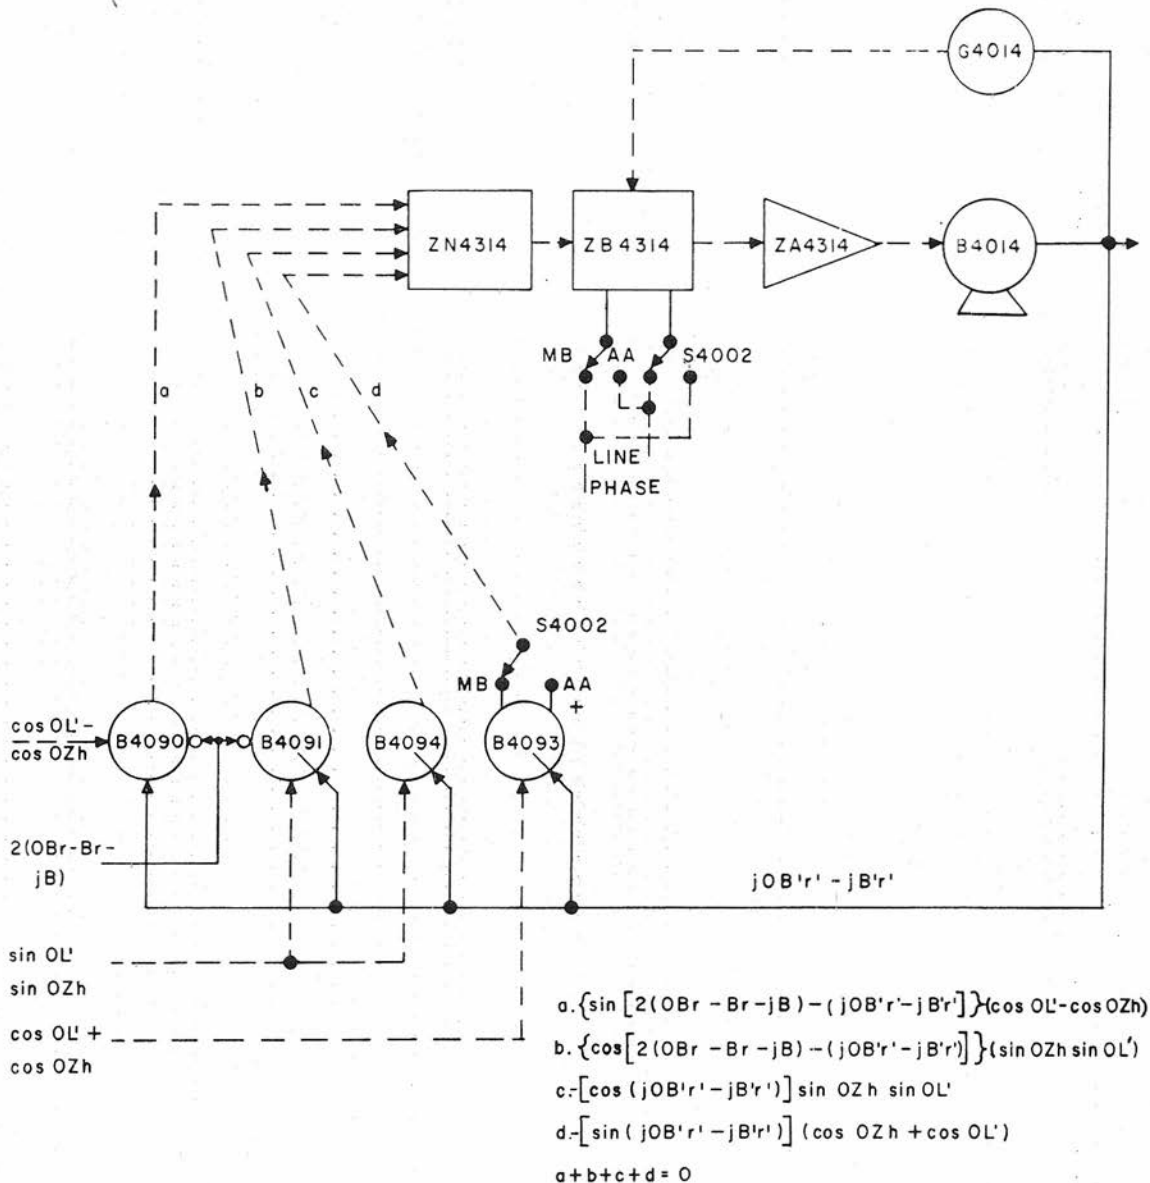 G4014
ZN4314
ZB4314
ZA4314
B4014
MB
AA
S4002
LINE
PHASE
a
b
c
d
S4002
MB
AA
+
cos OL'-
cos OZh
B4090
B4091
B4094
B4093
2(OBr-Br-
jB)
jOB'r' - jB'r'
sin OL'
sin OZh
cos OL' +
cos OZh
a. {sin [2(OBr - Br - jB) - (jOB'r' - jB'r']} (cos OL' - cos OZh)
b. {cos[2(OBr - Br - jB) - (jOB'r' - jB'r')]} (sin OZh sin OL')
c.-[cos (jOB'r' - jB'r')] sin OZh sin OL'
d.-[sin (jOB'r' - jB'r')] (cos OZh + cos OL')
a+b+c+d = 0